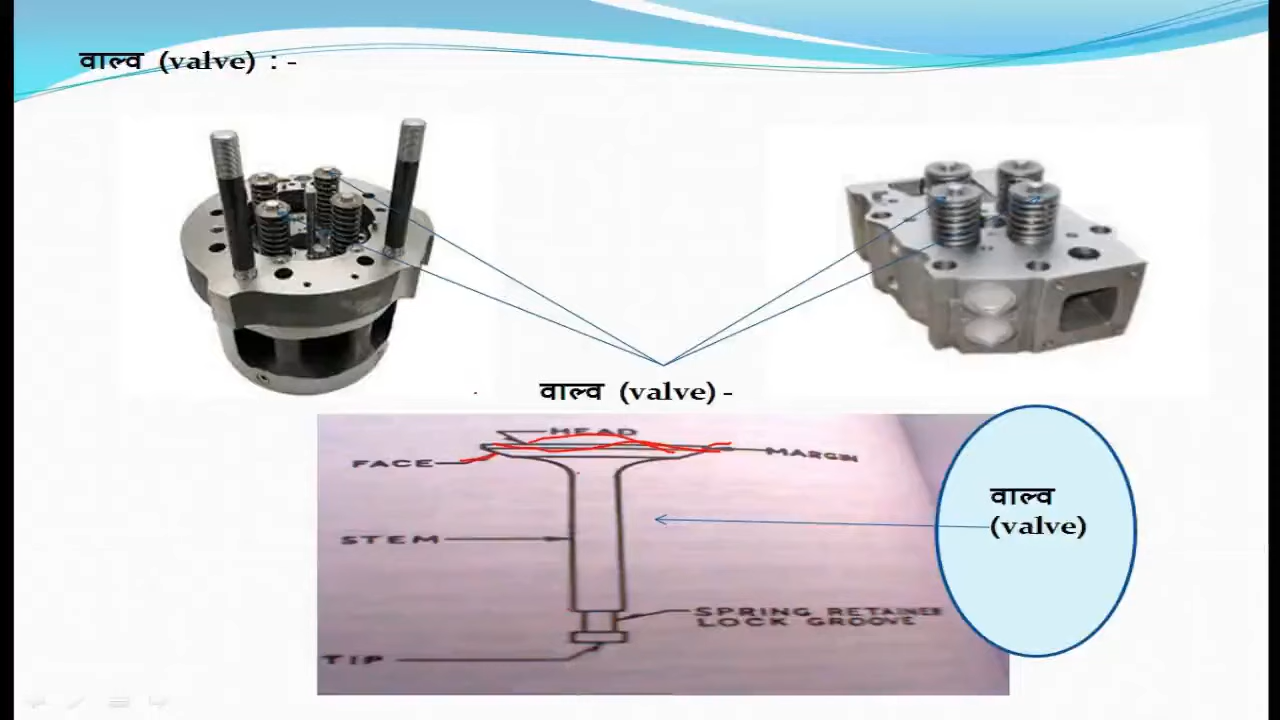 वाल्व (valve) : -
वाल्व (valve) -
HEAD
FACE
MARGIN
वाल्व
(valve)
STEM
SPRING RETAINER
LOCK GROOVE
TIP